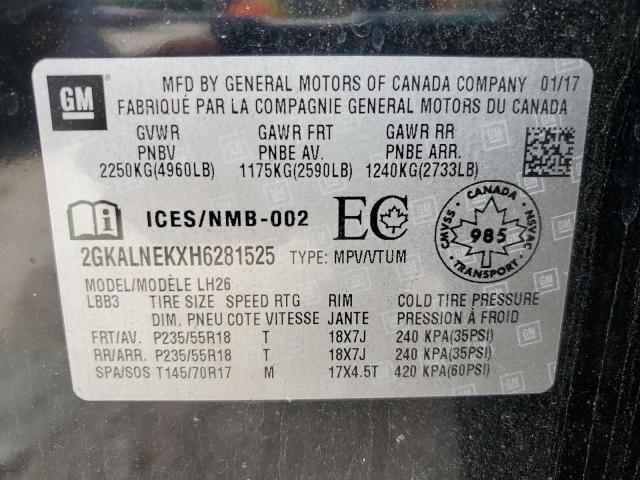 GM
MFD BY GENERAL MOTORS OF CANADA COMPANY 01/17
FABRIQUÉ PAR LA COMPAGNIE GENERAL MOTORS DU CANADA
GVWR GAWR FRT GAWR RR
PNBV PNBE AV. PNBE ARR.
2250KG(4960LB) 1175KG(2590LB) 1240KG(2733LB)
i ICES/NMB-002 EC
CANADA
CMVSS 985 NSVAC
TRANSPORT
2GKALNEKXH6281525 TYPE: MPV/VTUM
MODEL/MODÈLE LH26
LBB3 TIRE SIZE SPEED RTG RIM COLD TIRE PRESSURE
DIM. PNEU COTE VITESSE JANTE PRESSION À FROID
FRT/AV. P235/55R18 T 18X7J 240 KPA(35PSI)
RR/ARR. P235/55R18 T 18X7J 240 KPA(35PSI)
SPA/SOS T145/70R17 M 17X4.5T 420 KPA(60PSI)